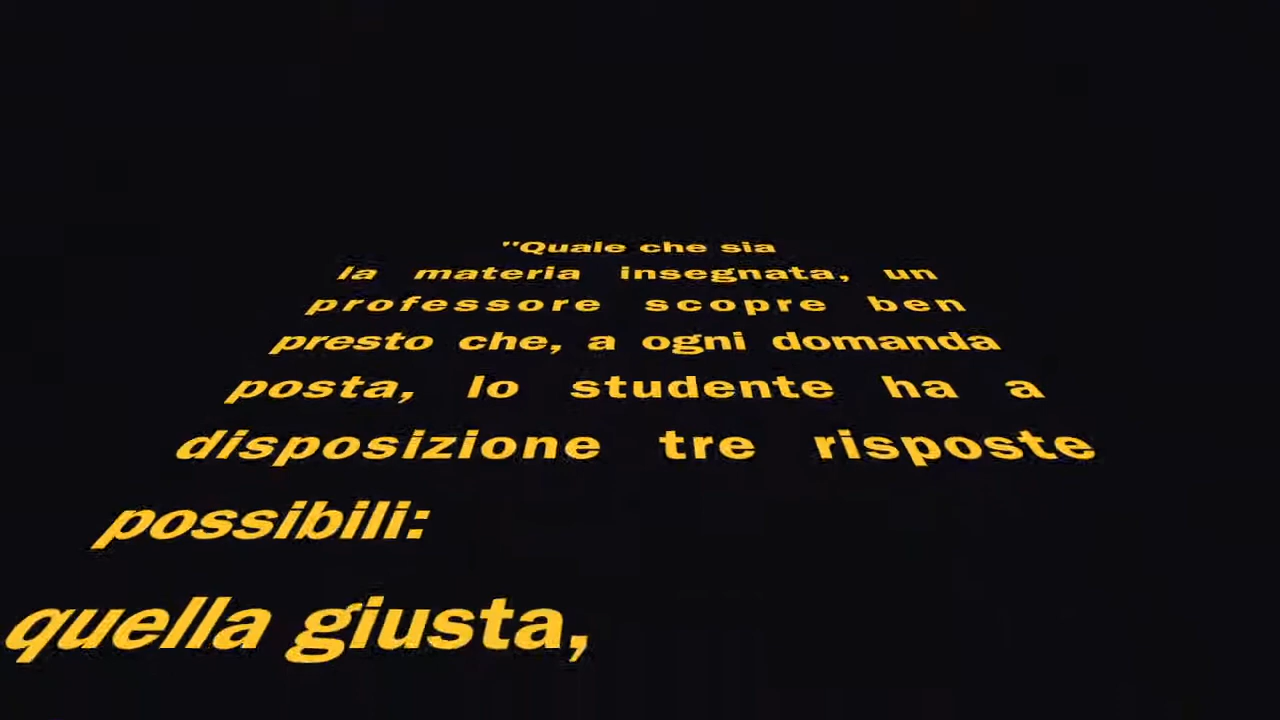 "Quale che sia
la materia insegnata, un
professore scopre ben
presto che, a ogni domanda
posta, lo studente ha a
disposizione tre risposte
possibili:
quella giusta,